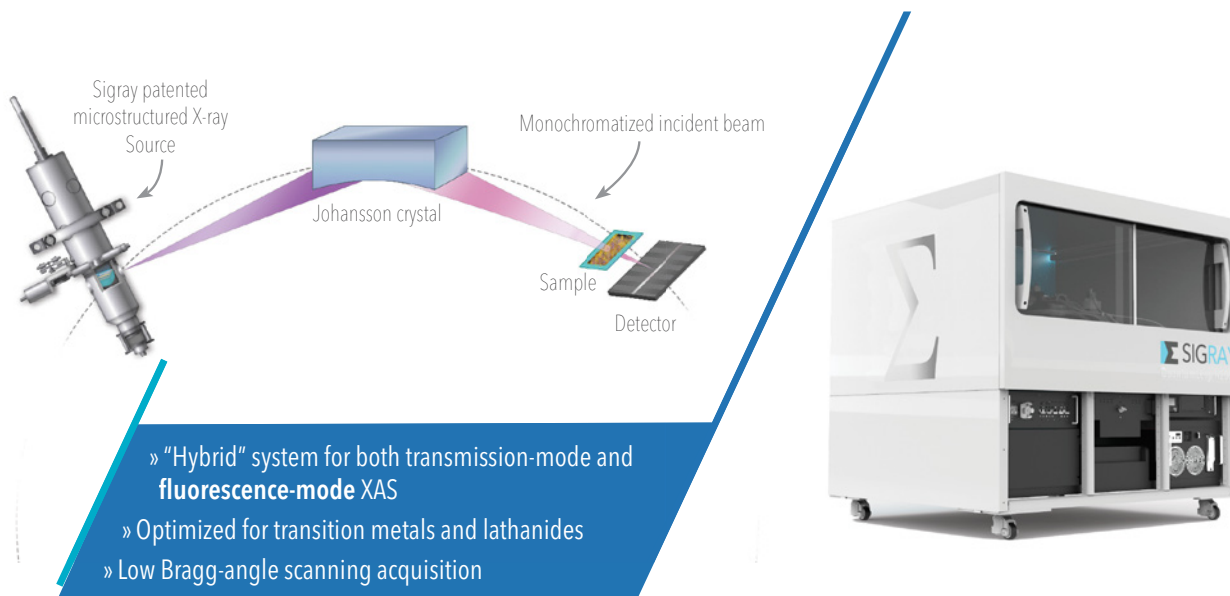 Sigray patented
microstructured X-ray
Source
Monochromatized incident beam
Johansson crystal
Sample
Detector
SIGRAY
» "Hybrid" system for both transmission-mode and
fluorescence-mode XAS
» Optimized for transition metals and lathanides
» Low Bragg-angle scanning acquisition